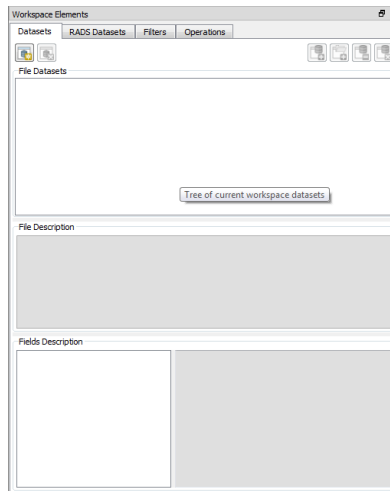 Workspace Elements
Datasets RADS Datasets Filters Operations
File Datasets
Tree of current workspace datasets
File Description
Fields Description